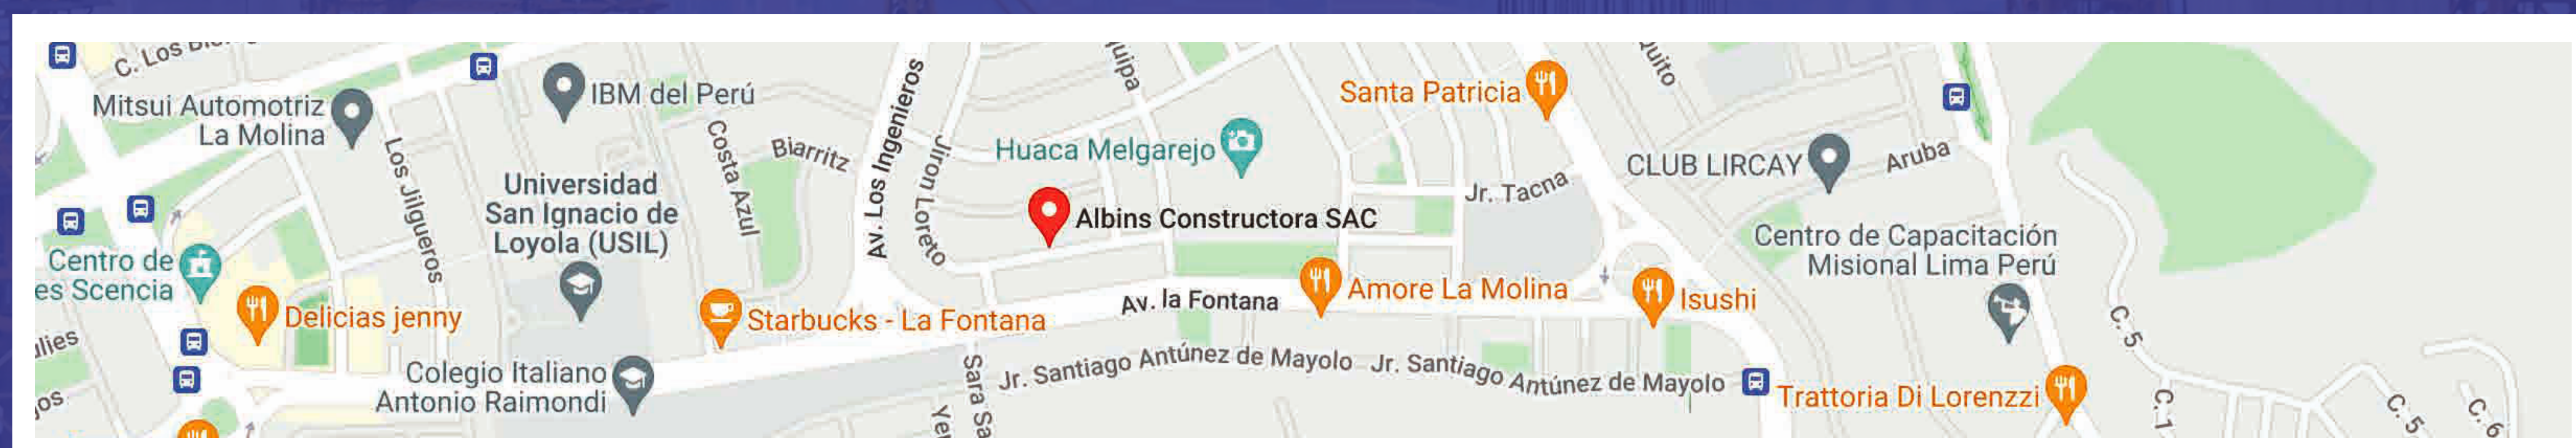 Mitsui Automotriz
La Molina
IBM del Perú
Santa Patricia
Costa Azul
Biarritz
Av. Los Ingenieros
Jiron Loreto
Huaca Melgarejo
CLUB LIRCAY
Aruba
Los Jilgueros
Universidad
San Ignacio de
Loyola (USIL)
Albins Constructora SAC
Jr. Tacna
Centro de Capacitación
Misional Lima Perú
Centro de
es Scencia
Delicias jenny
Starbucks - La Fontana
Av. la Fontana
Amore La Molina
Isushi
C. 5
Colegio Italiano
Antonio Raimondi
Jr. Santiago Antúnez de Mayolo
Jr. Santiago Antúnez de Mayolo
Trattoria Di Lorenzzi
C. 1
C. 5
C. 6